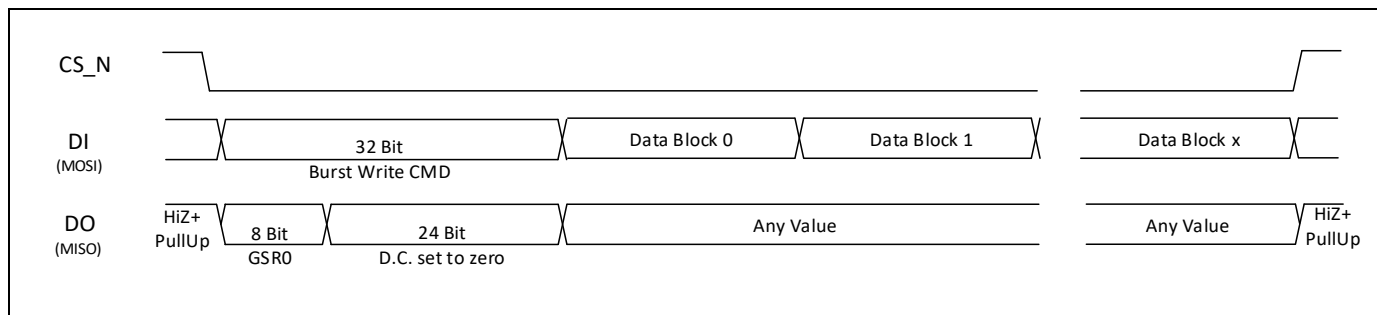 CS_N
DI
(MOSI)
32 Bit
Burst Write CMD
Data Block 0
Data Block 1
Data Block x
DO
(MISO)
HiZ+
PullUp
8 Bit
GSR0
24 Bit
D.C. set to zero
Any Value
Any Value
HiZ+
PullUp